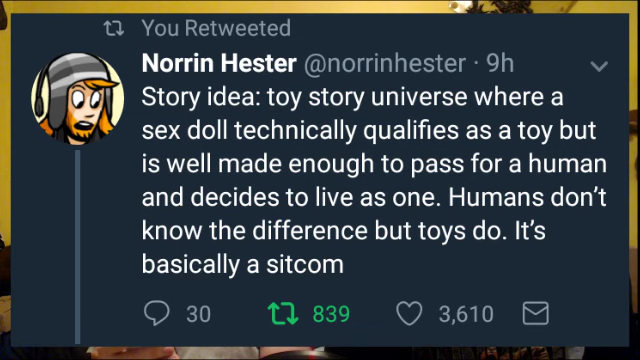 You Retweeted
Norrin Hester @norrinhester · 9h
Story idea: toy story universe where a
sex doll technically qualifies as a toy but
is well made enough to pass for a human
and decides to live as one. Humans don’t
know the difference but toys do. It’s
basically a sitcom
30 839 3,610